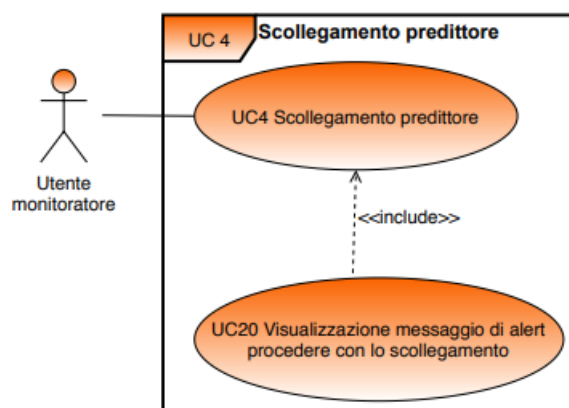 UC 4
Scollegamento predittore
UC4 Scollegamento predittore
Utente
monitoratore
<<include>>
UC20 Visualizzazione messaggio di alert
procedere con lo scollegamento